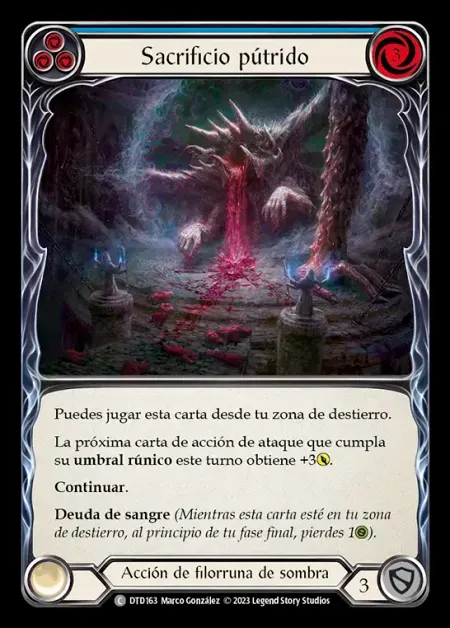 Sacrificio pútrido
3
Puedes jugar esta carta desde tu zona de destierro.
La próxima carta de acción de ataque que cumpla
su umbral rúnico este turno obtiene +3.
Continuar.
Deuda de sangre (Mientras esta carta esté en tu zona
de destierro, al principio de tu fase final, pierdes 1).
Acción de filorruna de sombra
3
C DTD163 Marco González © 2023 Legend Story Studios